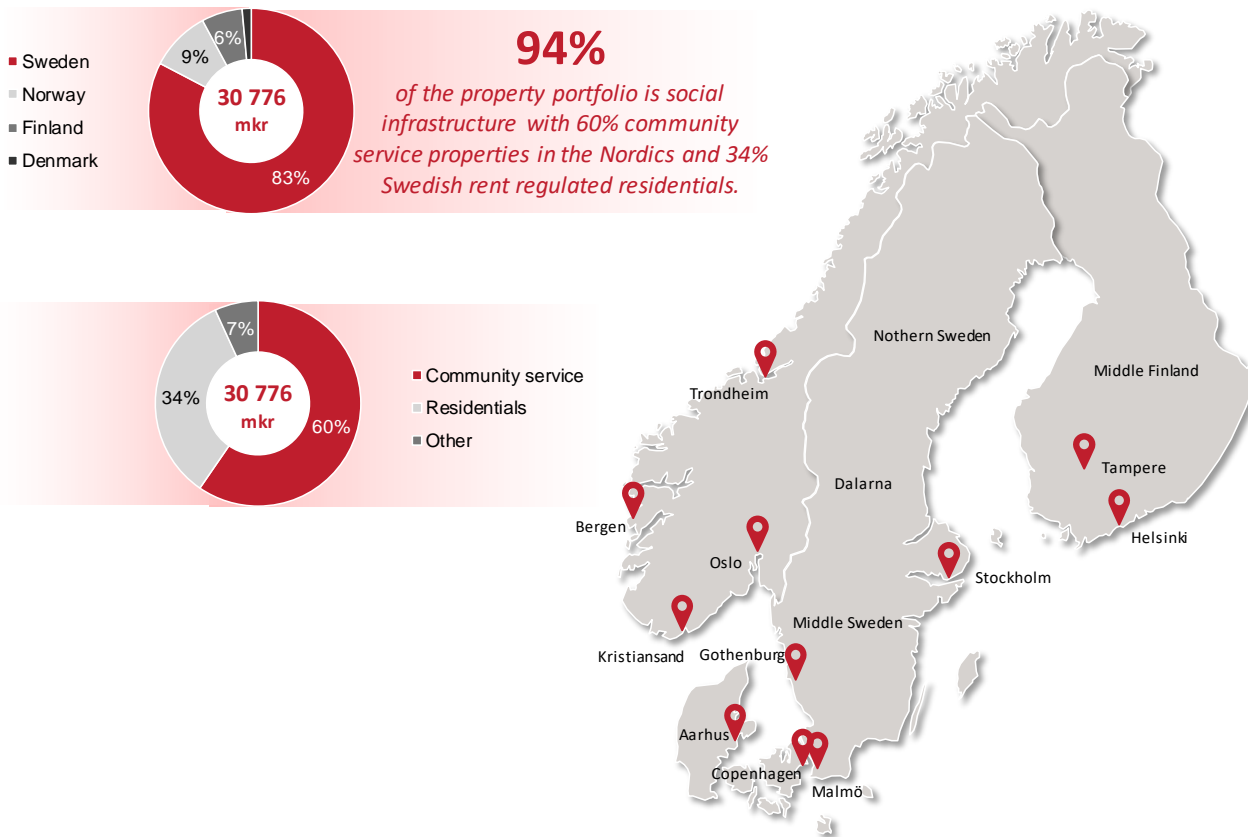 Sweden
Norway
Finland
Denmark
6%
9%
30 776
mkr
83%
94%
of the property portfolio is social
infrastructure with 60% community
service properties in the Nordics and 34%
Swedish rent regulated residentials.
7%
34%
30 776
mkr
60%
Community service
Residentials
Other
Nothern Sweden
Middle Finland
Trondheim
Tampere
Dalarna
Bergen
Helsinki
Oslo
Stockholm
Middle Sweden
Kristiansand
Gothenburg
Aarhus
Copenhagen
Malmö